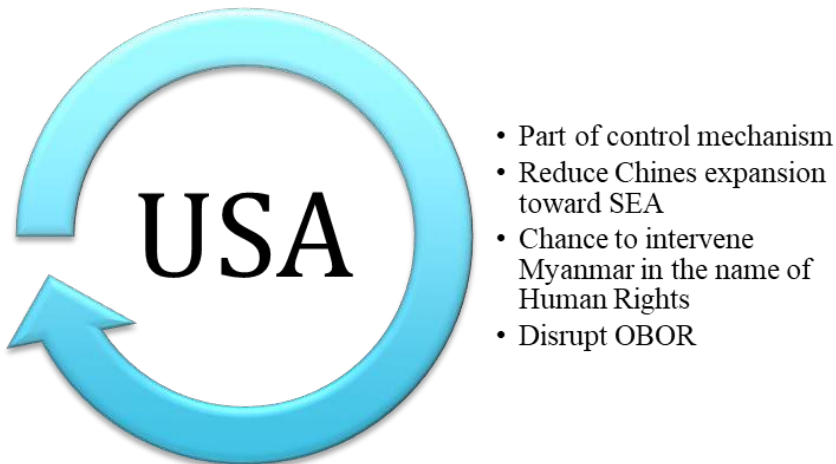 USA
• Part of control mechanism
• Reduce Chines expansion
toward SEA
• Chance to intervene
Myanmar in the name of
Human Rights
• Disrupt OBOR